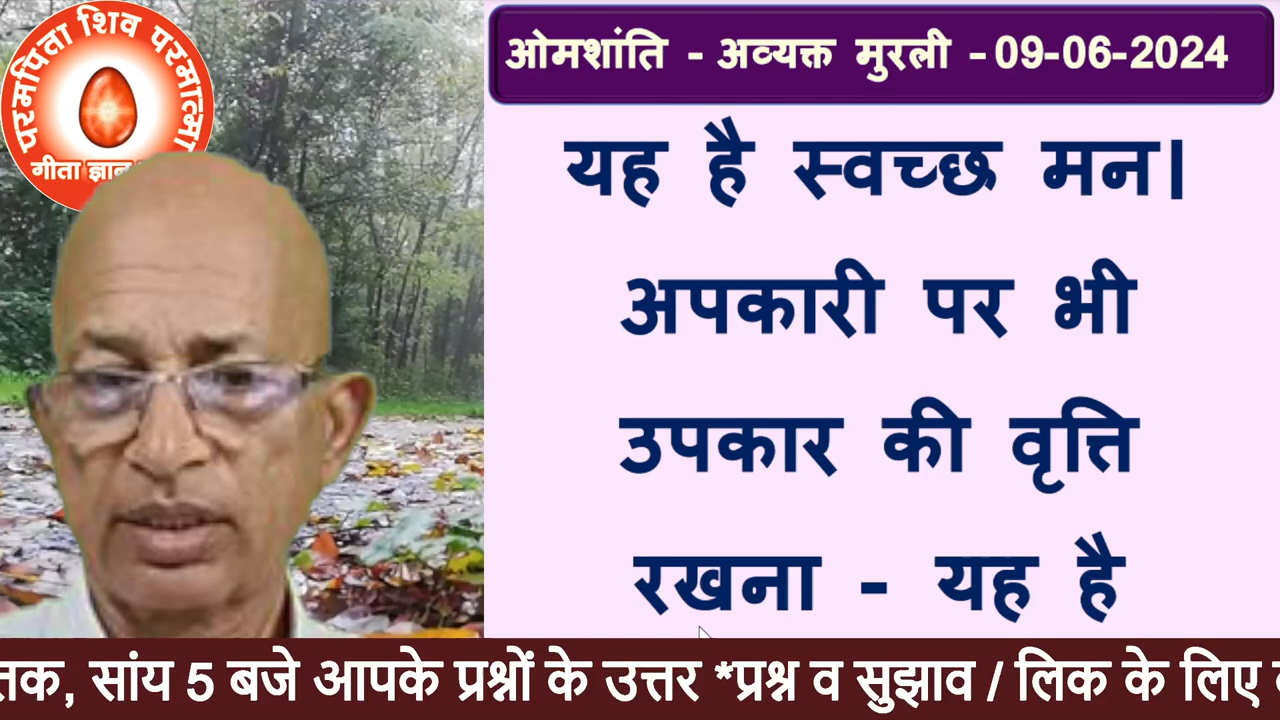 परमपिता शिव परमात्मा
गीता ज्ञान
ओमशांति - अव्यक्त मुरली - 09-06-2024
यह है स्वच्छ मन।
अपकारी पर भी
उपकार की वृत्ति
रखना - यह है
तक, सांय 5 बजे आपके प्रश्नों के उत्तर *प्रश्न व सुझाव / लिक के लिए